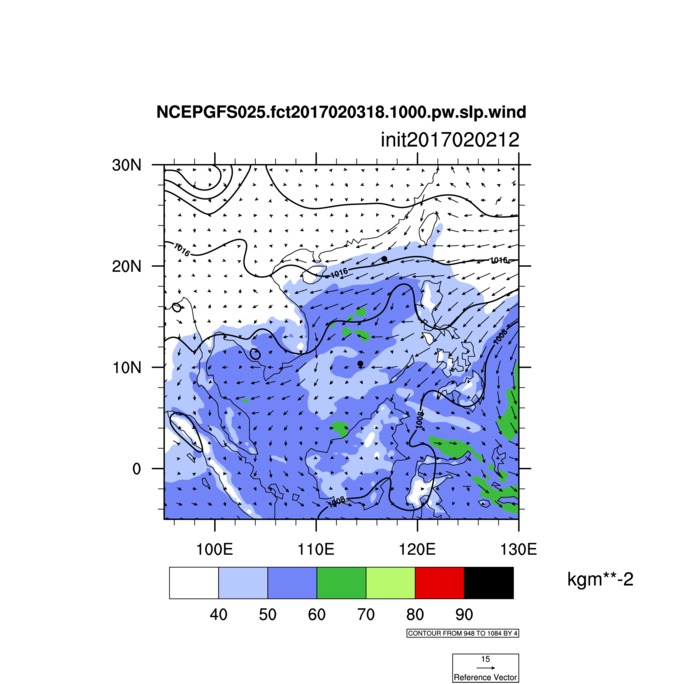 NCEPGFS025.fct2017020318.1000.pw.slp.wind
init2017020212
30N
20N
10N
0
1016
1016
1016
1008
1008
1008
100E 110E 120E 130E
kgm**-2
40 50 60 70 80 90
CONTOUR FROM 948 TO 1084 BY 4
15
Reference Vector